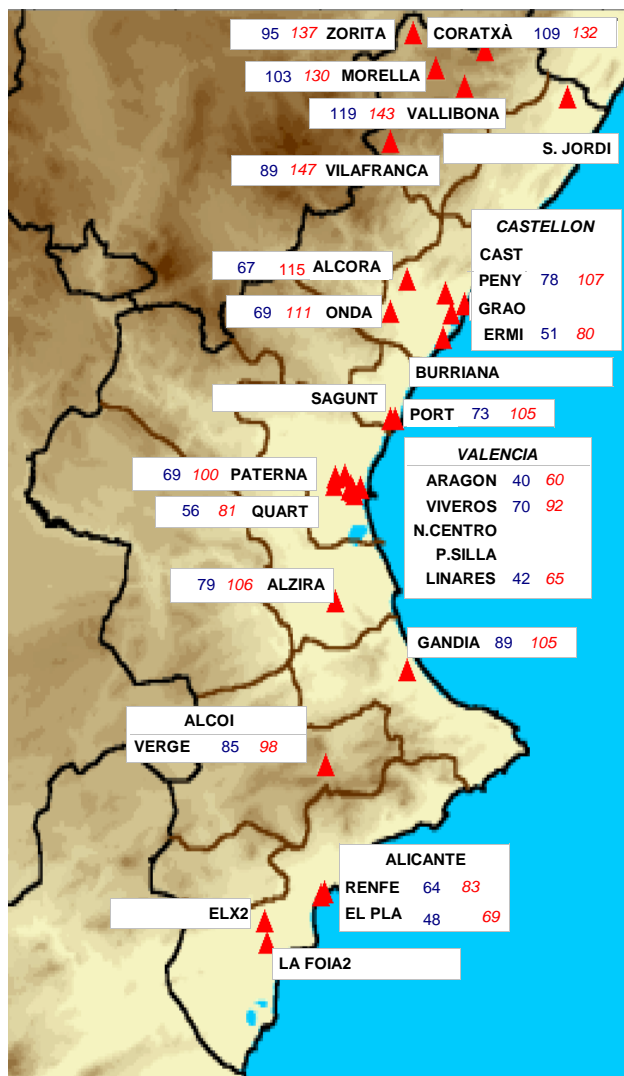 95 137 ZORITA
CORATXÀ 109 132
103 130 MORELLA
119 143 VALLIBONA
S. JORDI
89 147 VILAFRANCA
CASTELLON
CAST
PENY 78 107
GRAO
ERMI 51 80
67 115 ALCORA
69 111 ONDA
BURRIANA
SAGUNT
PORT 73 105
VALENCIA
ARAGON 40 60
VIVEROS 70 92
N.CENTRO
P.SILLA
LINARES 42 65
69 100 PATERNA
56 81 QUART
79 106 ALZIRA
GANDIA 89 105
ALCOI
VERGE 85 98
ALICANTE
RENFE 64 83
EL PLA 48 69
ELX2
LA FOIA2